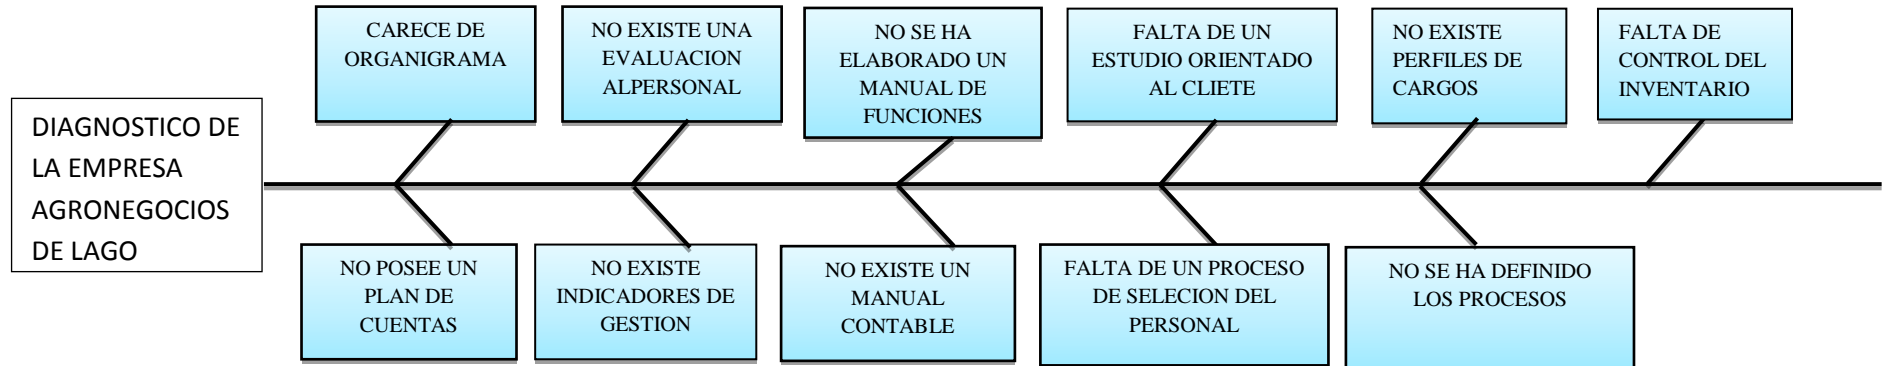 DIAGNOSTICO DE
LA EMPRESA
AGRONEGOCIOS
DE LAGO
CARECE DE
ORGANIGRAMA
NO EXISTE UNA
EVALUACION
ALPERSONAL
NO SE HA
ELABORADO UN
MANUAL DE
FUNCIONES
FALTA DE UN
ESTUDIO ORIENTADO
AL CLIETE
NO EXISTE
PERFILES DE
CARGOS
FALTA DE
CONTROL DEL
INVENTARIO
NO POSEE UN
PLAN DE
CUENTAS
NO EXISTE
INDICADORES DE
GESTION
NO EXISTE UN
MANUAL
CONTABLE
FALTA DE UN PROCESO
DE SELECION DEL
PERSONAL
NO SE HA DEFINIDO
LOS PROCESOS